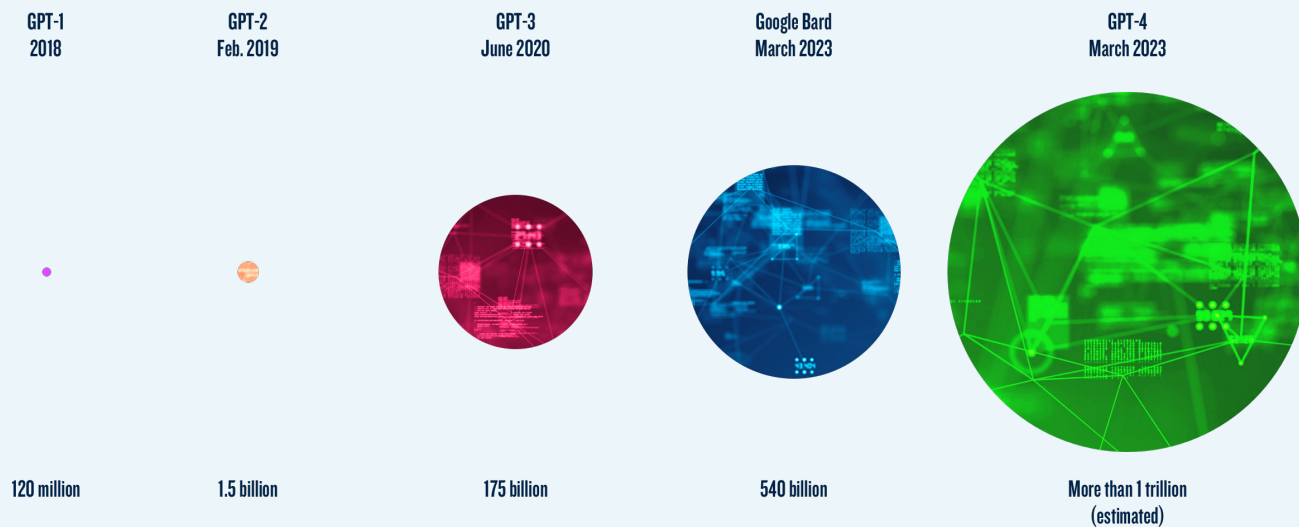 GPT-1
2018
GPT-2
Feb. 2019
GPT-3
June 2020
Google Bard
March 2023
GPT-4
March 2023
120 million
1.5 billion
175 billion
540 billion
More than 1 trillion
(estimated)